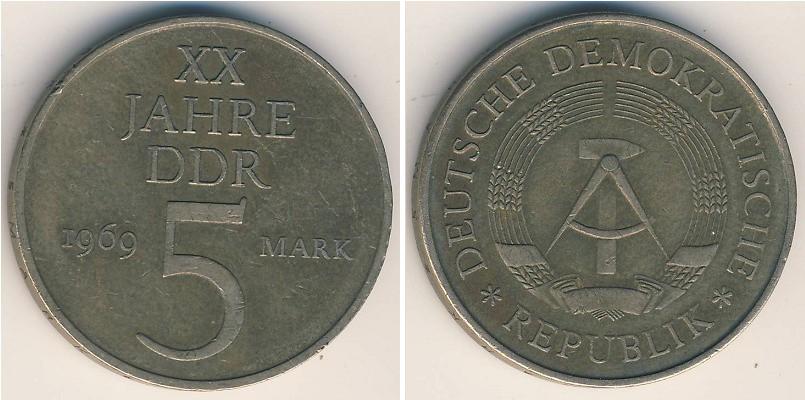 XX
JAHRE
DDR
1969 5 MARK
DEUTSCHE DEMOKRATISCHE
* REPUBLIK *